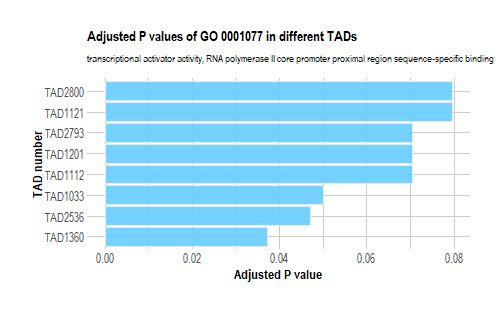 Adjusted P values of GO 0001077 in different TADs
transcriptional activator activity, RNA polymerase II core promoter proximal region sequence-specific binding
TAD2800
TAD1121
TAD2793
TAD1201
TAD1112
TAD1033
TAD2536
TAD1360
TAD number
0.00 0.02 0.04 0.06 0.08
Adjusted P value